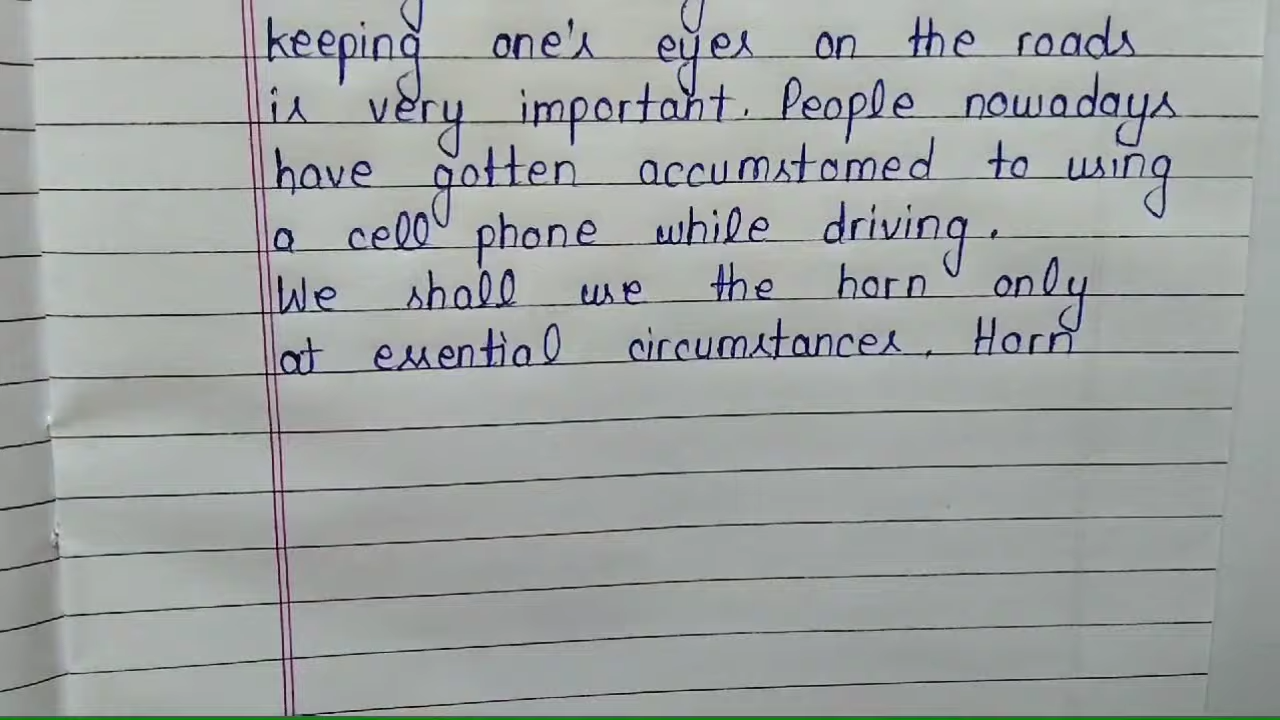 keeping one's eyes on the roads
is very important. People nowadays
have gotten accumstomed to using
a cell phone while driving.
We shall use the horn only
at essential circumstances. Horn